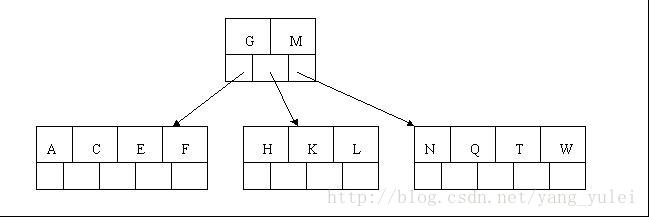 G M
A C E F H K L N Q T W
http://blog.csdn.net/yang_yulei